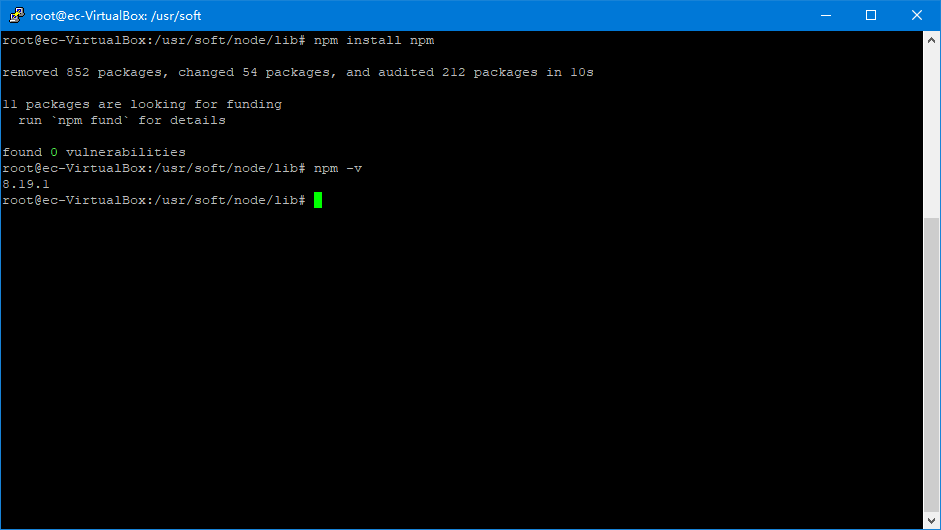 root@ec-VirtualBox: /usr/soft
root@ec-VirtualBox:/usr/soft/node/lib# npm install npm
removed 852 packages, changed 54 packages, and audited 212 packages in 10s
11 packages are looking for funding
  run `npm fund` for details
found 0 vulnerabilities
root@ec-VirtualBox:/usr/soft/node/lib# npm -v
8.19.1
root@ec-VirtualBox:/usr/soft/node/lib#